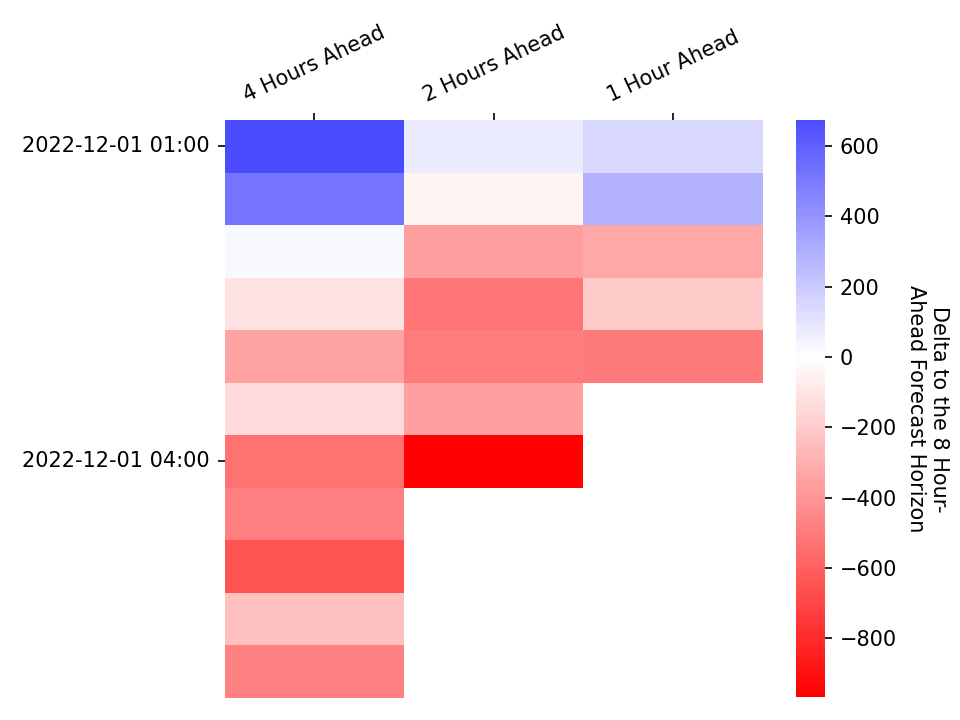 4 Hours Ahead
2 Hours Ahead
1 Hour Ahead
2022-12-01 01:00
2022-12-01 04:00
600
400
200
0
−200
−400
−600
−800
Delta to the 8 Hour-
Ahead Forecast Horizon